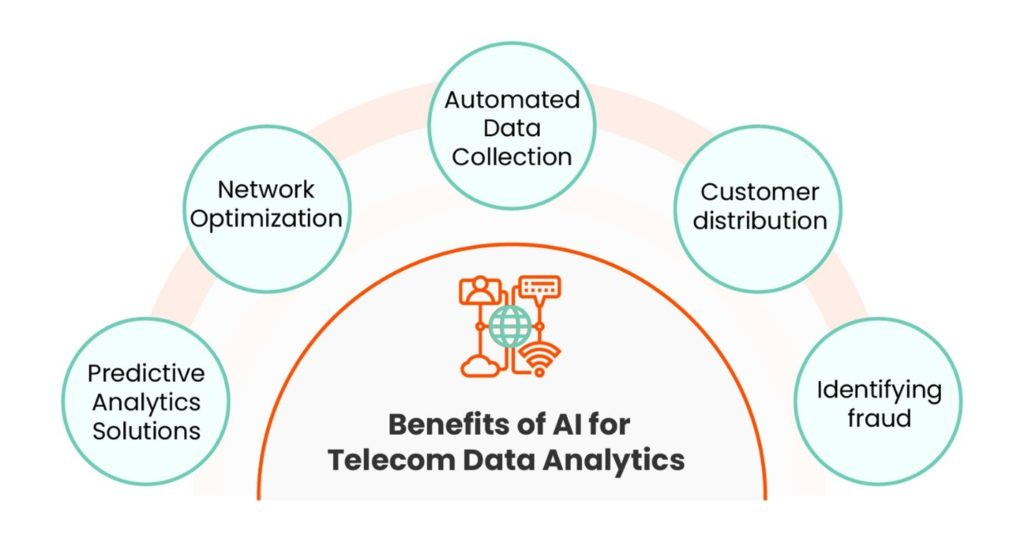 Automated
Data
Collection
Network
Optimization
Customer
distribution
Predictive
Analytics
Solutions
Identifying
fraud
Benefits of AI for
Telecom Data Analytics